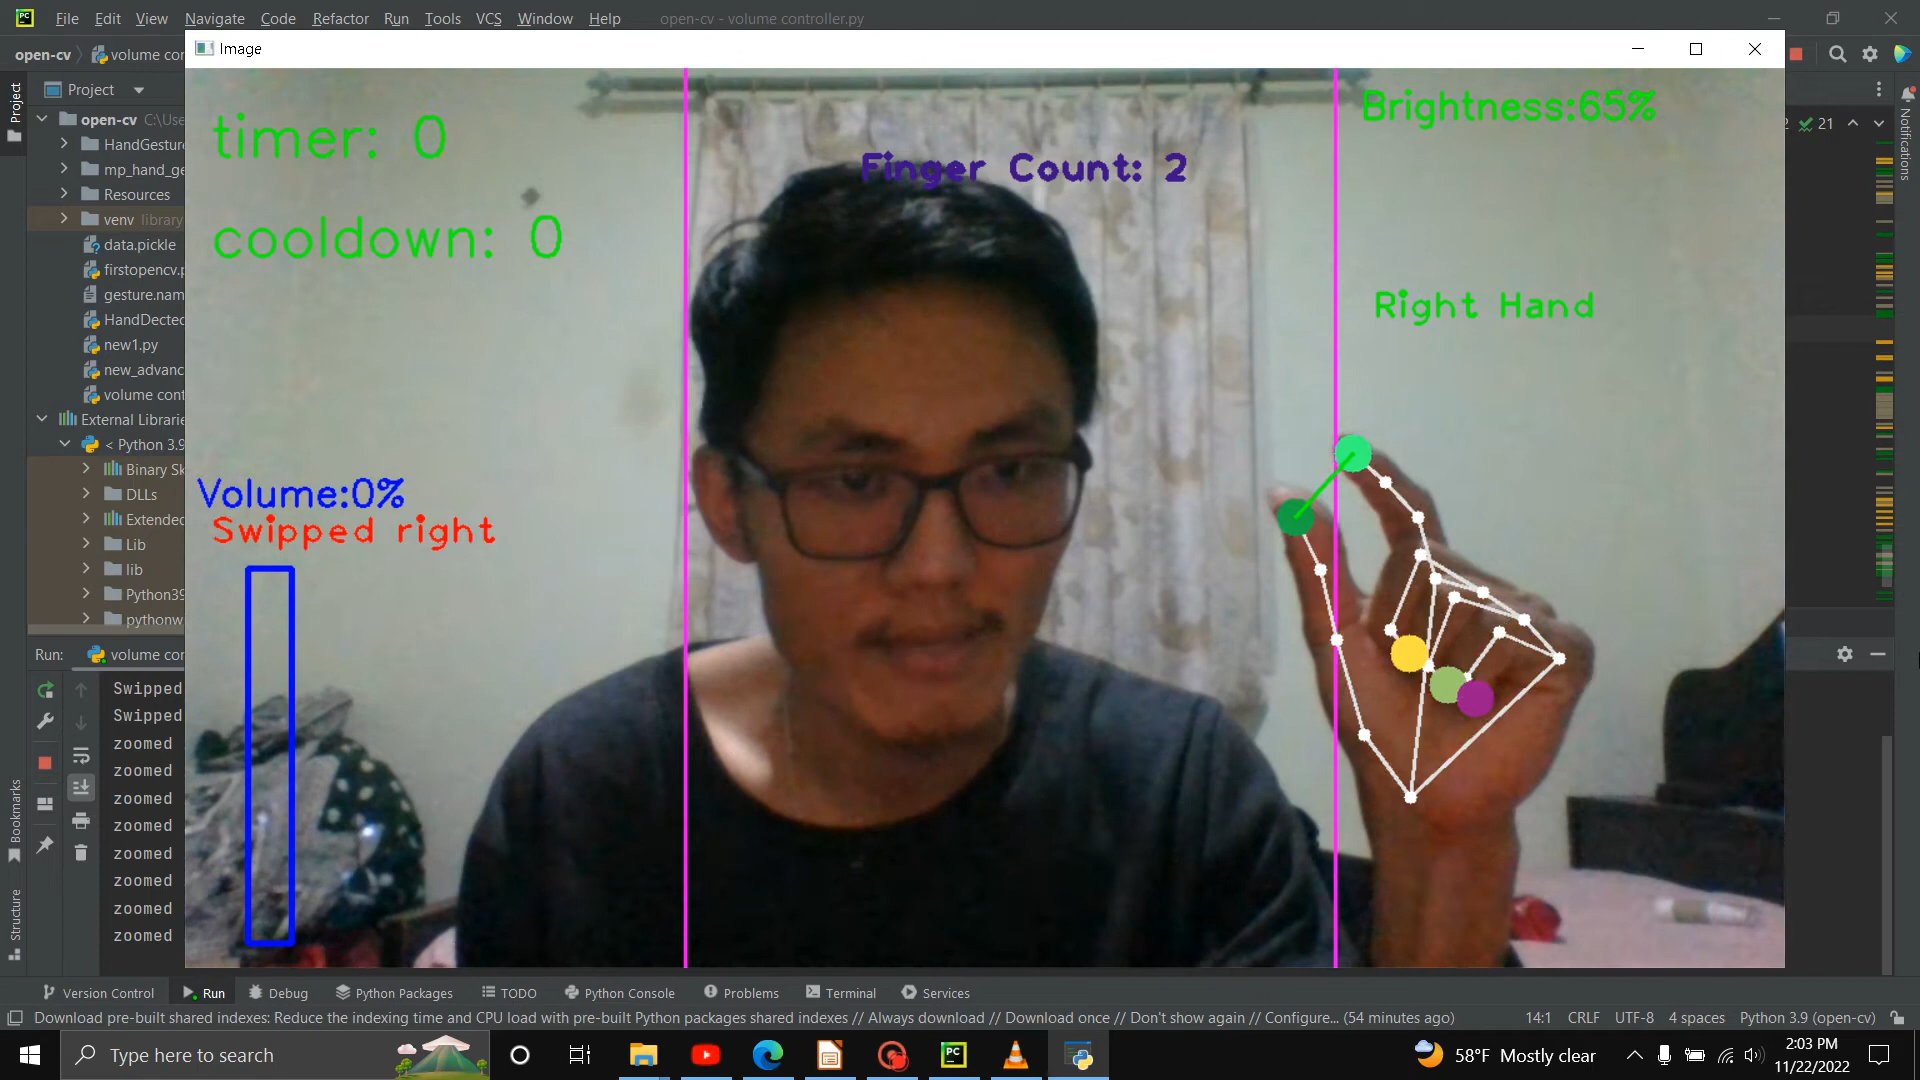 File Edit View Navigate Code Refactor Run Tools VCS Window Help open-cv - volume controller.py
open-cv volume cor
Image
Project
Project
open-cv C:\Use
HandGesture
mp_hand_ge
Resources
venv library
data.pickle
firstopencv.p
gesture.nam
HandDected
new1.py
new_advanc
volume cont
External Librarie
< Python 3.9
Binary Sk
DLLs
Extended
Lib
lib
Python39
pythonw
timer: 0
cooldown: 0
Finger Count: 2
Brightness:65%
Right Hand
Volume:0%
Swipped right
2 21
Notifications
Run: volume cor
Swipped
Swipped
zoomed
zoomed
zoomed
zoomed
zoomed
zoomed
zoomed
zoomed
Bookmarks
Structure
Version Control Run Debug Python Packages TODO Python Console Problems Terminal Services
Download pre-built shared indexes: Reduce the indexing time and CPU load with pre-built Python packages shared indexes // Always download // Download once // Don't show again // Configure... (54 minutes ago) 14:1 CRLF UTF-8 4 spaces Python 3.9 (open-cv)
Type here to search
58°F Mostly clear
2:03 PM
11/22/2022